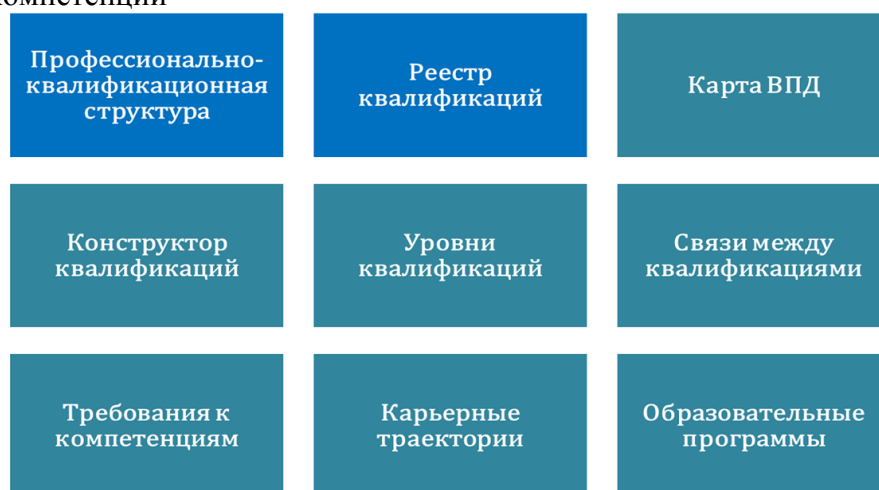 Профессионально-
квалификационная
структура
Реестр
квалификаций
Карта ВПД
Конструктор
квалификаций
Уровни
квалификаций
Связи между
квалификациями
Требования к
компетенциям
Карьерные
траектории
Образовательные
программы